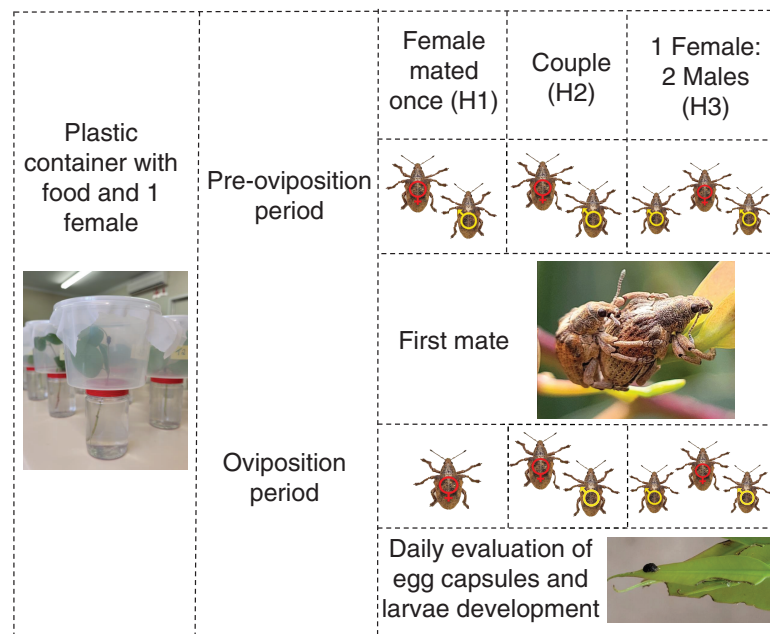 Plastic
container with
food and 1
female
Pre-oviposition
period
Oviposition
period
Female
mated
once (H1)
Couple
(H2)
1 Female:
2 Males
(H3)
First mate
Daily evaluation of
egg capsules and
larvae development